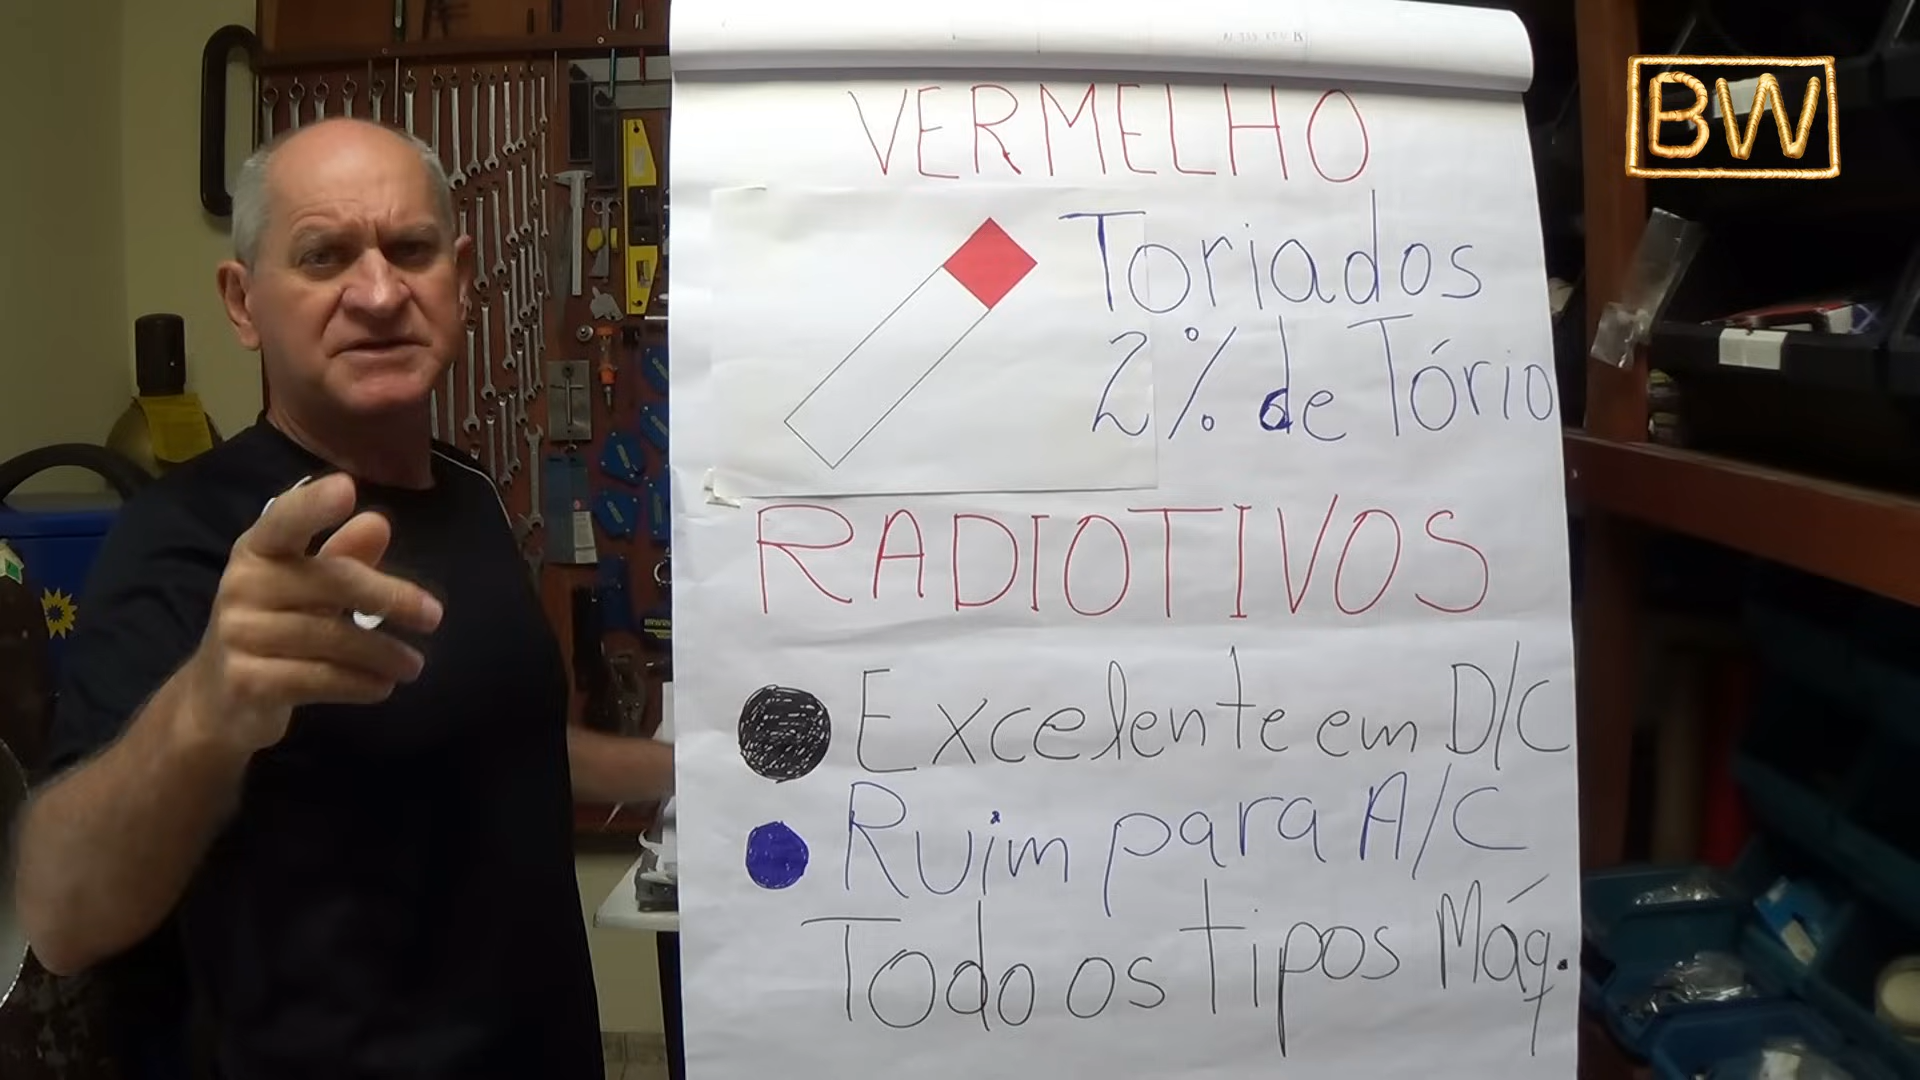 BW
VERMELHO
Toriados
2% de Tório
RADIOTIVOS
Excelente em D/C
Ruim para A/C
Todo os tipos Máq.